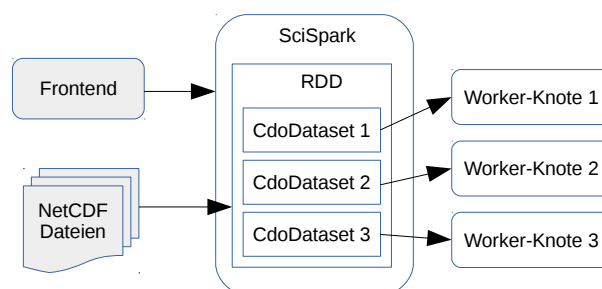 SciSpark
Frontend
RDD
CdoDataset 1
CdoDataset 2
CdoDataset 3
NetCDF
Dateien
Worker-Knote 1
Worker-Knote 2
Worker-Knote 3